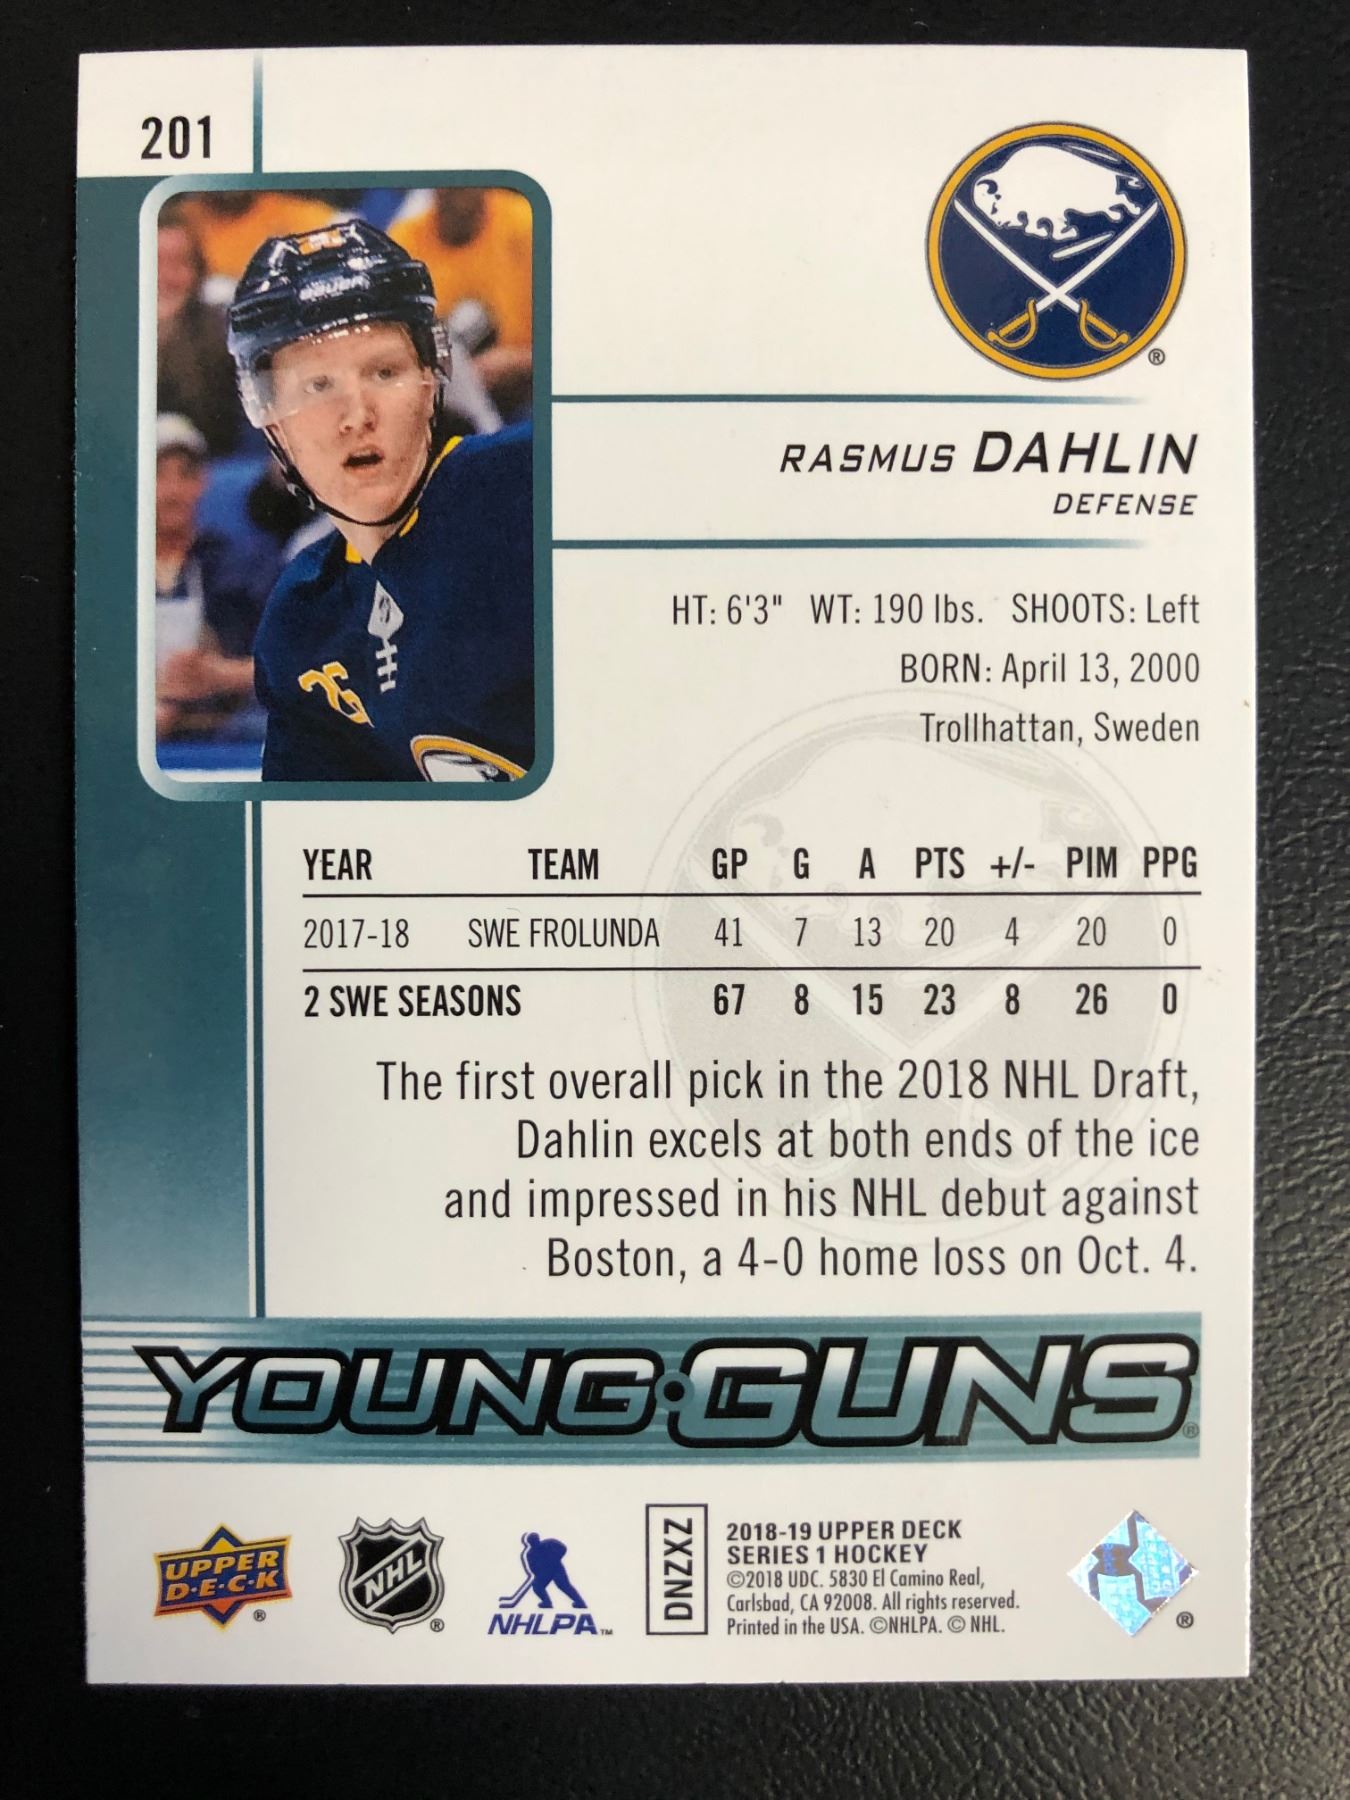 201
BAUER
26
®
RASMUS DAHLIN
DEFENSE
HT: 6'3" WT: 190 lbs. SHOOTS: Left
BORN: April 13, 2000
Trollhattan, Sweden
YEAR TEAM GP G A PTS +/- PIM PPG
2017-18 SWE FROLUNDA 41 7 13 20 4 20 0
2 SWE SEASONS 67 8 15 23 8 26 0
The first overall pick in the 2018 NHL Draft,
Dahlin excels at both ends of the ice
and impressed in his NHL debut against
Boston, a 4-0 home loss on Oct. 4.
YOUNG GUNS®
UPPER
D·E·C·K ®
NHL ®
NHLPA™
DNZXZ
2018-19 UPPER DECK
SERIES 1 HOCKEY
©2018 UDC. 5830 El Camino Real,
Carlsbad, CA 92008. All rights reserved.
Printed in the USA. ©NHLPA. © NHL.
®